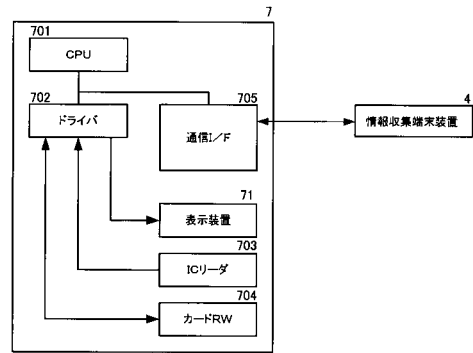 7
701
CPU
702
ドライバ
705
通信I/F
4
情報収集端末装置
71
表示装置
703
ICリーダ
704
カードRW